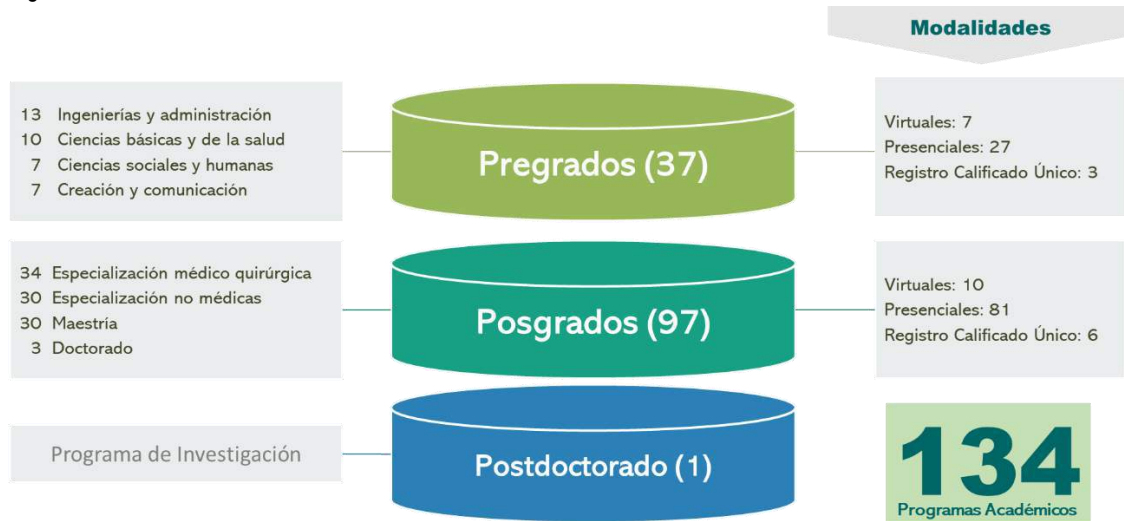 Modalidades
13 Ingenierías y administración
10 Ciencias básicas y de la salud
7 Ciencias sociales y humanas
7 Creación y comunicación
Pregrados (37)
Virtuales: 7
Presenciales: 27
Registro Calificado Único: 3
34 Especialización médico quirúrgica
30 Especialización no médicas
30 Maestría
3 Doctorado
Posgrados (97)
Virtuales: 10
Presenciales: 81
Registro Calificado Único: 6
Programa de Investigación
Postdoctorado (1)
134
Programas Académicos